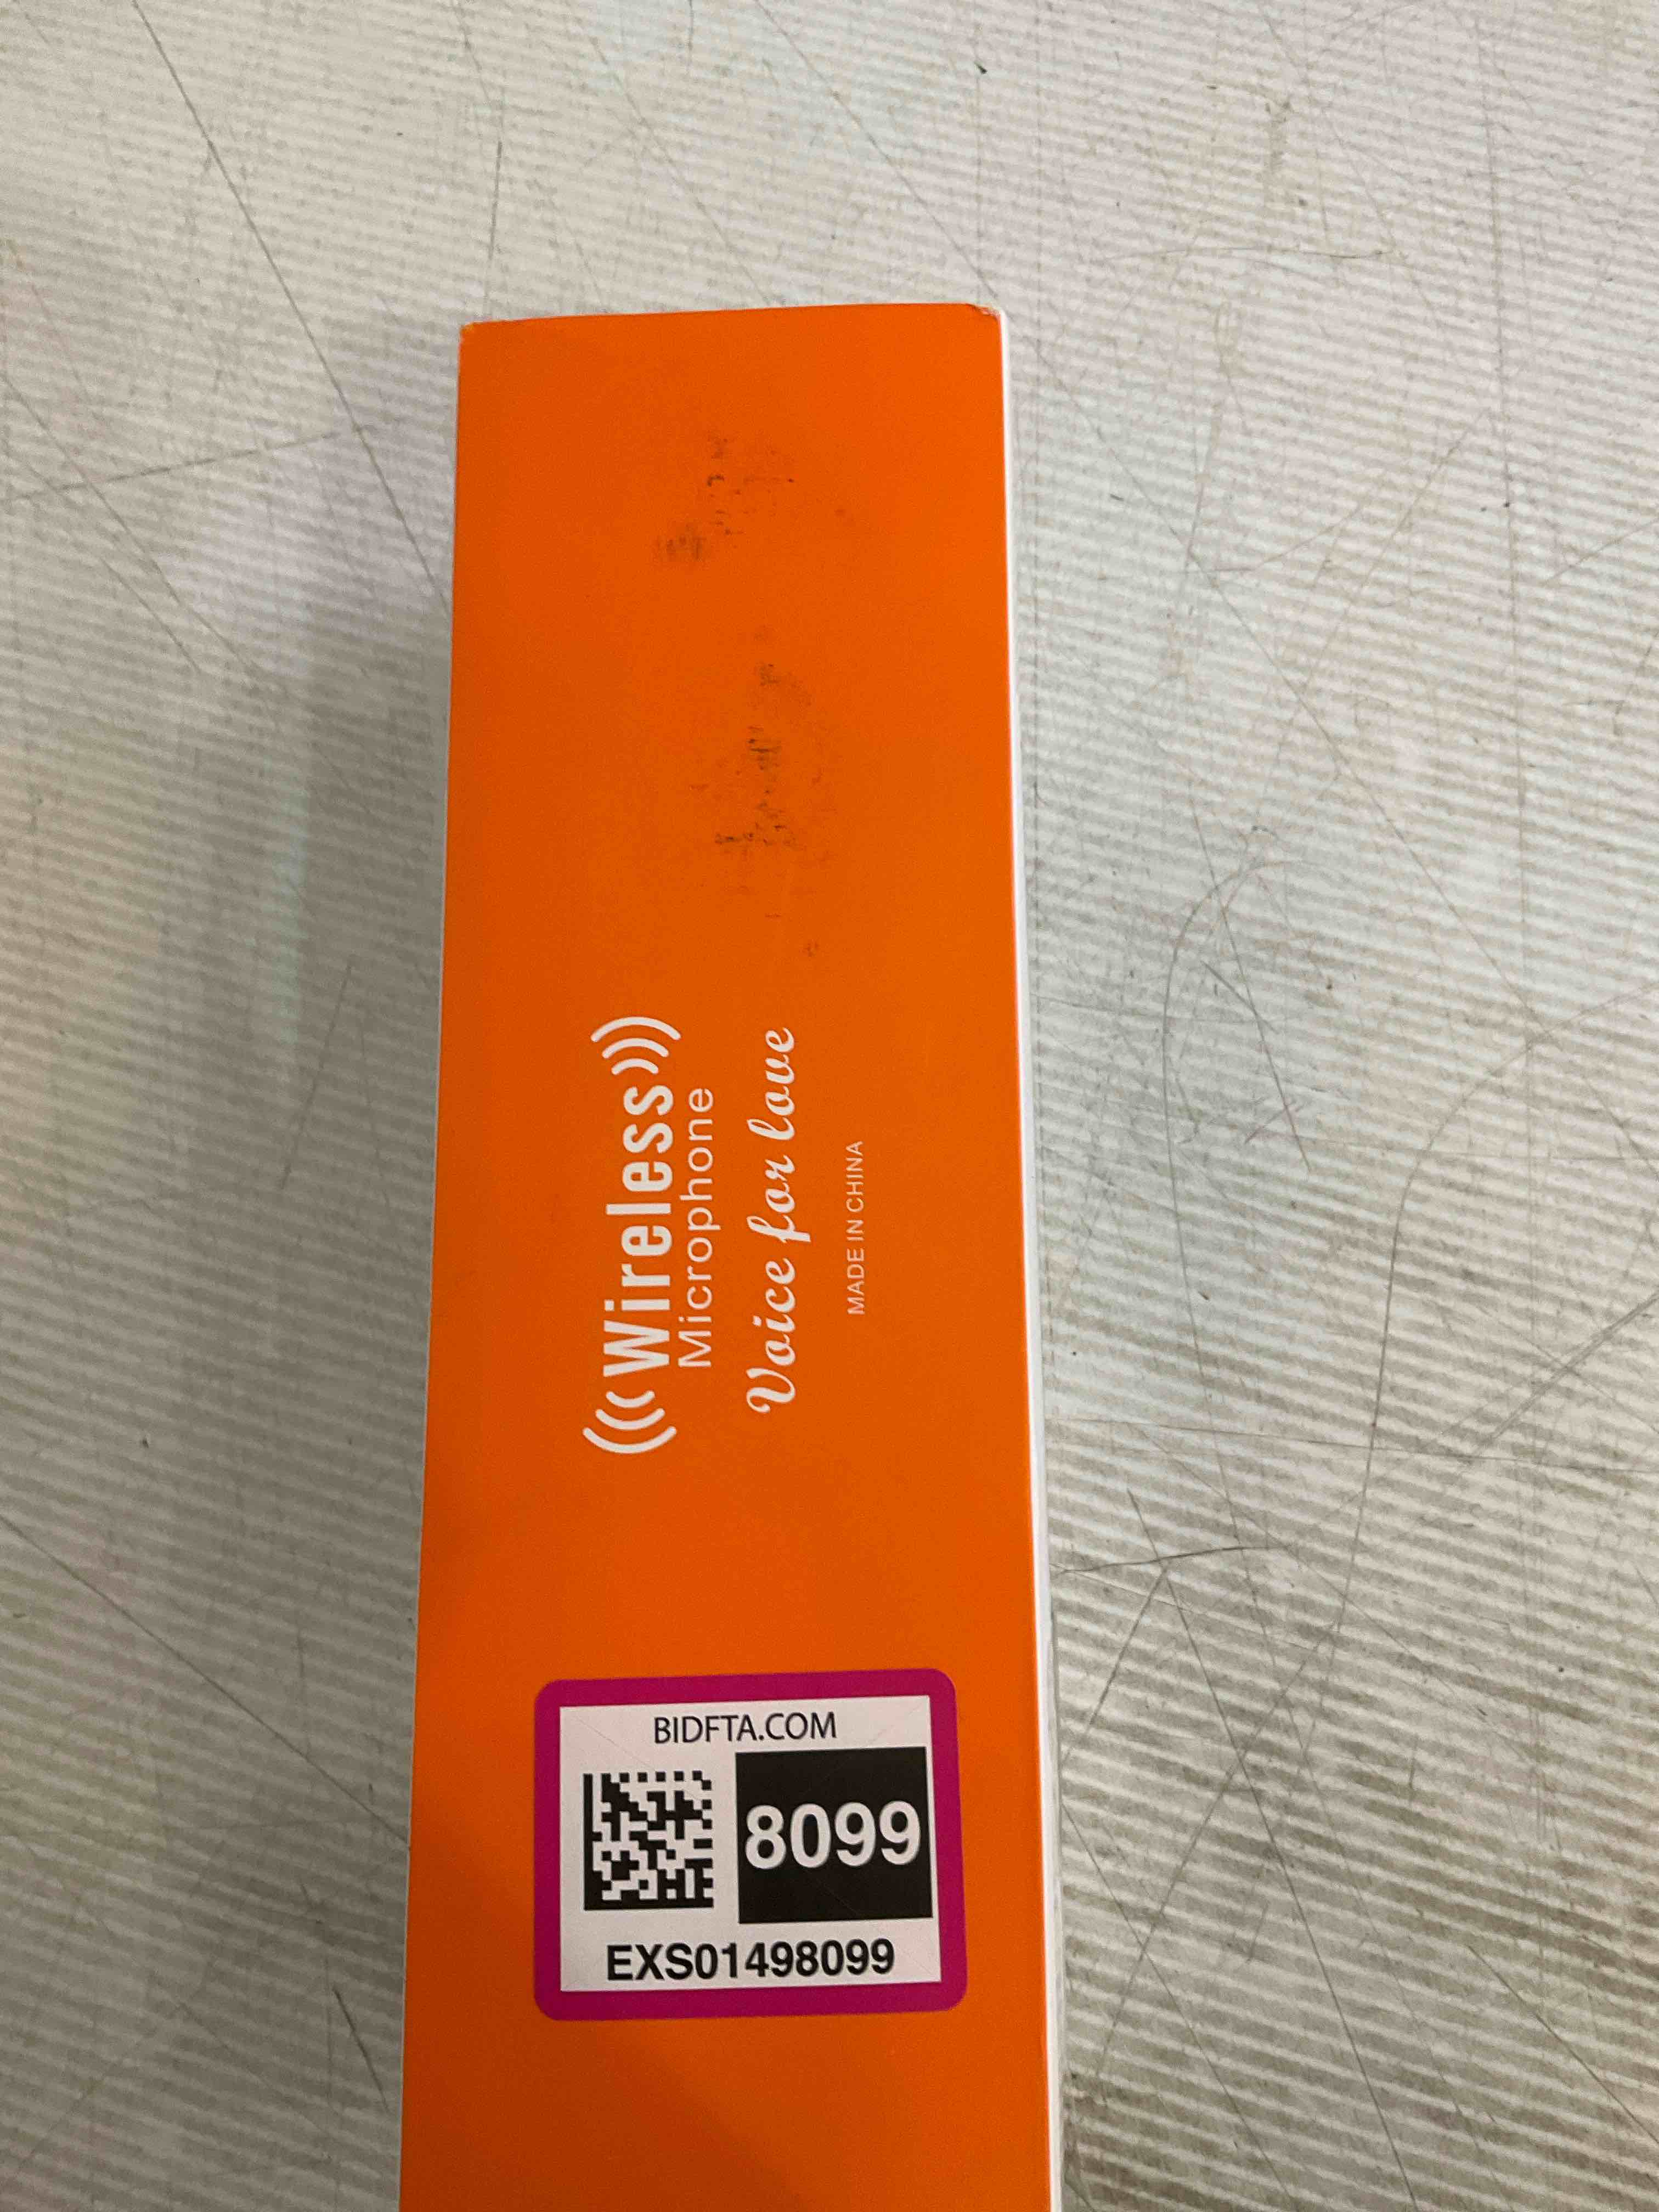 Wireless
Microphone
Voice for love
MADE IN CHINA
BIDFTA.COM
8099
EXS01498099